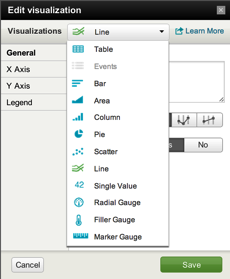 Edit visualization
Visualizations Line Learn More
General
X Axis
Y Axis
Legend
Table
Events
Bar
Area
Column
Pie
Scatter
Line
42 Single Value
Radial Gauge
Filler Gauge
Marker Gauge
No
Cancel Save